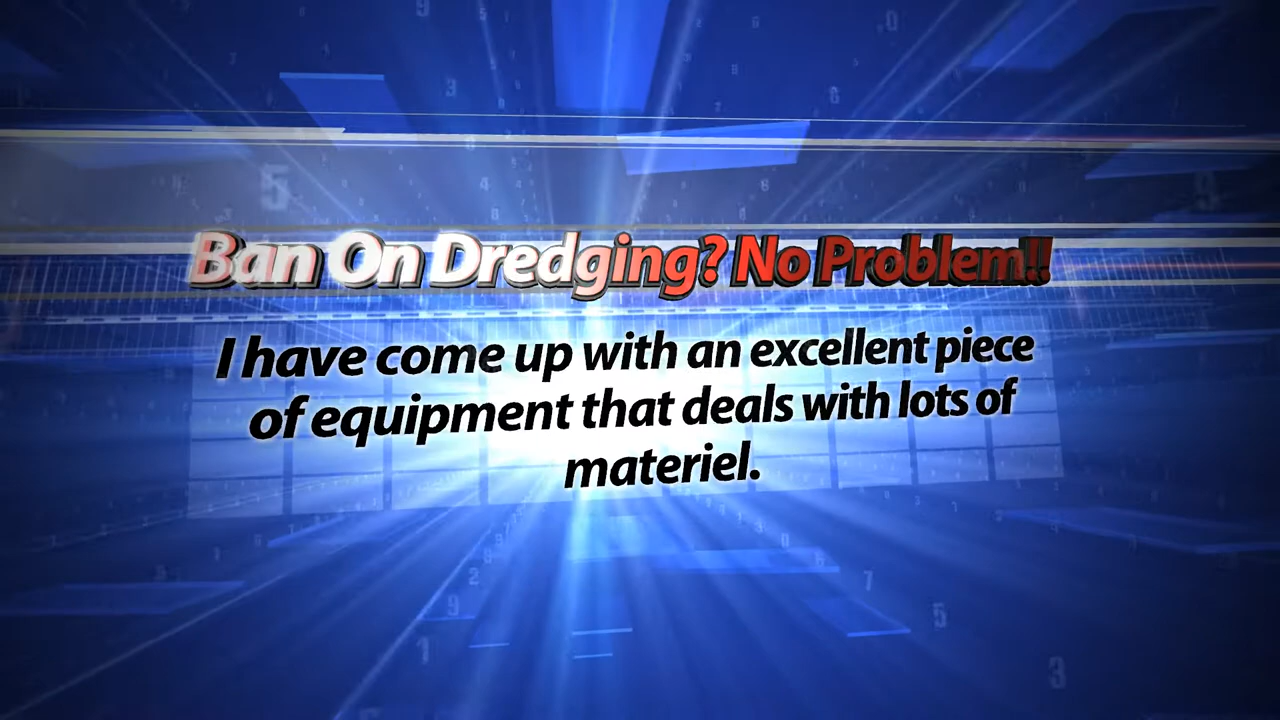 Ban On Dredging? No Problem!!
I have come up with an excellent piece
of equipment that deals with lots of
materiel.